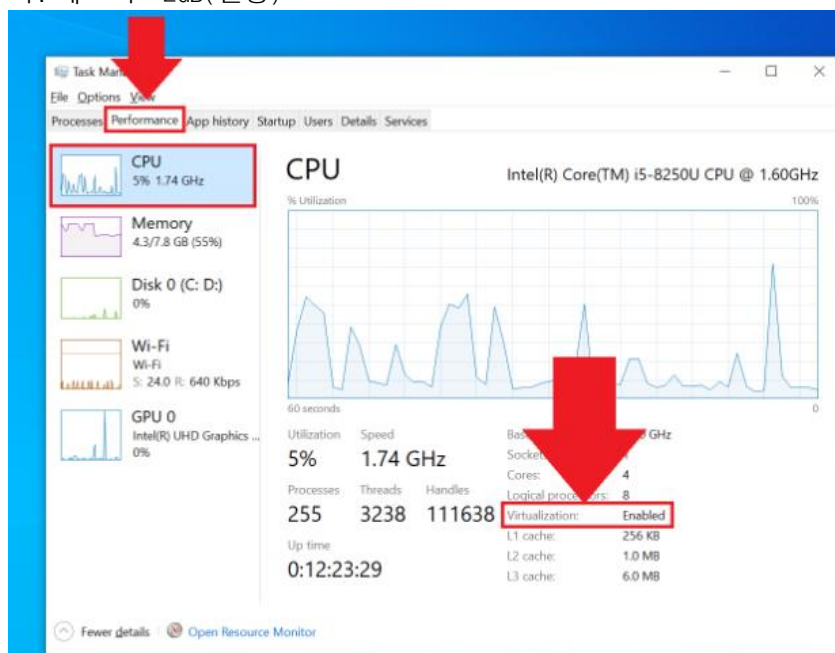 Task
File Options View
Processes Performance App history Startup Users Details Services
CPU
5% 1.74 GHz
Memory
4.3/7.8 GB (55%)
Disk 0 (C: D:)
0%
Wi-Fi
Wi-Fi
S: 24.0 R: 640 Kbps
GPU 0
Intel(R) UHD Graphics ...
0%
CPU Intel(R) Core(TM) i5-8250U CPU @ 1.60GHz
% Utilization 100%
60 seconds 0
Utilization Speed
5% 1.74 GHz
Processes Threads Handles
255 3238 111638
Up time
0:12:23:29
GHz
Cores: 4
Logical processors: 8
Virtualization: Enabled
L1 cache: 256 KB
L2 cache: 1.0 MB
L3 cache: 6.0 MB
Fewer details Open Resource Monitor